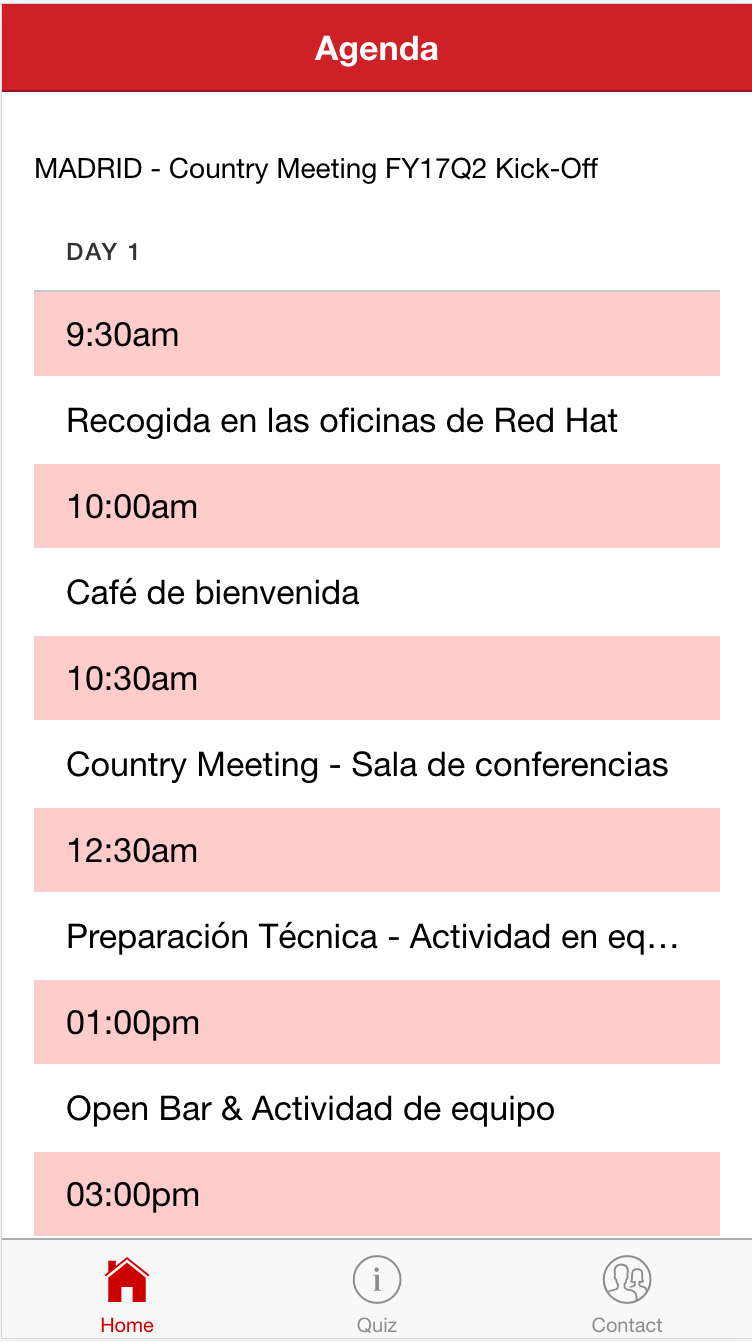 Agenda
MADRID - Country Meeting FY17Q2 Kick-Off
DAY 1
9:30am
Recogida en las oficinas de Red Hat
10:00am
Café de bienvenida
10:30am
Country Meeting - Sala de conferencias
12:30am
Preparación Técnica - Actividad en eq…
01:00pm
Open Bar & Actividad de equipo
03:00pm
Home
Quiz
Contact